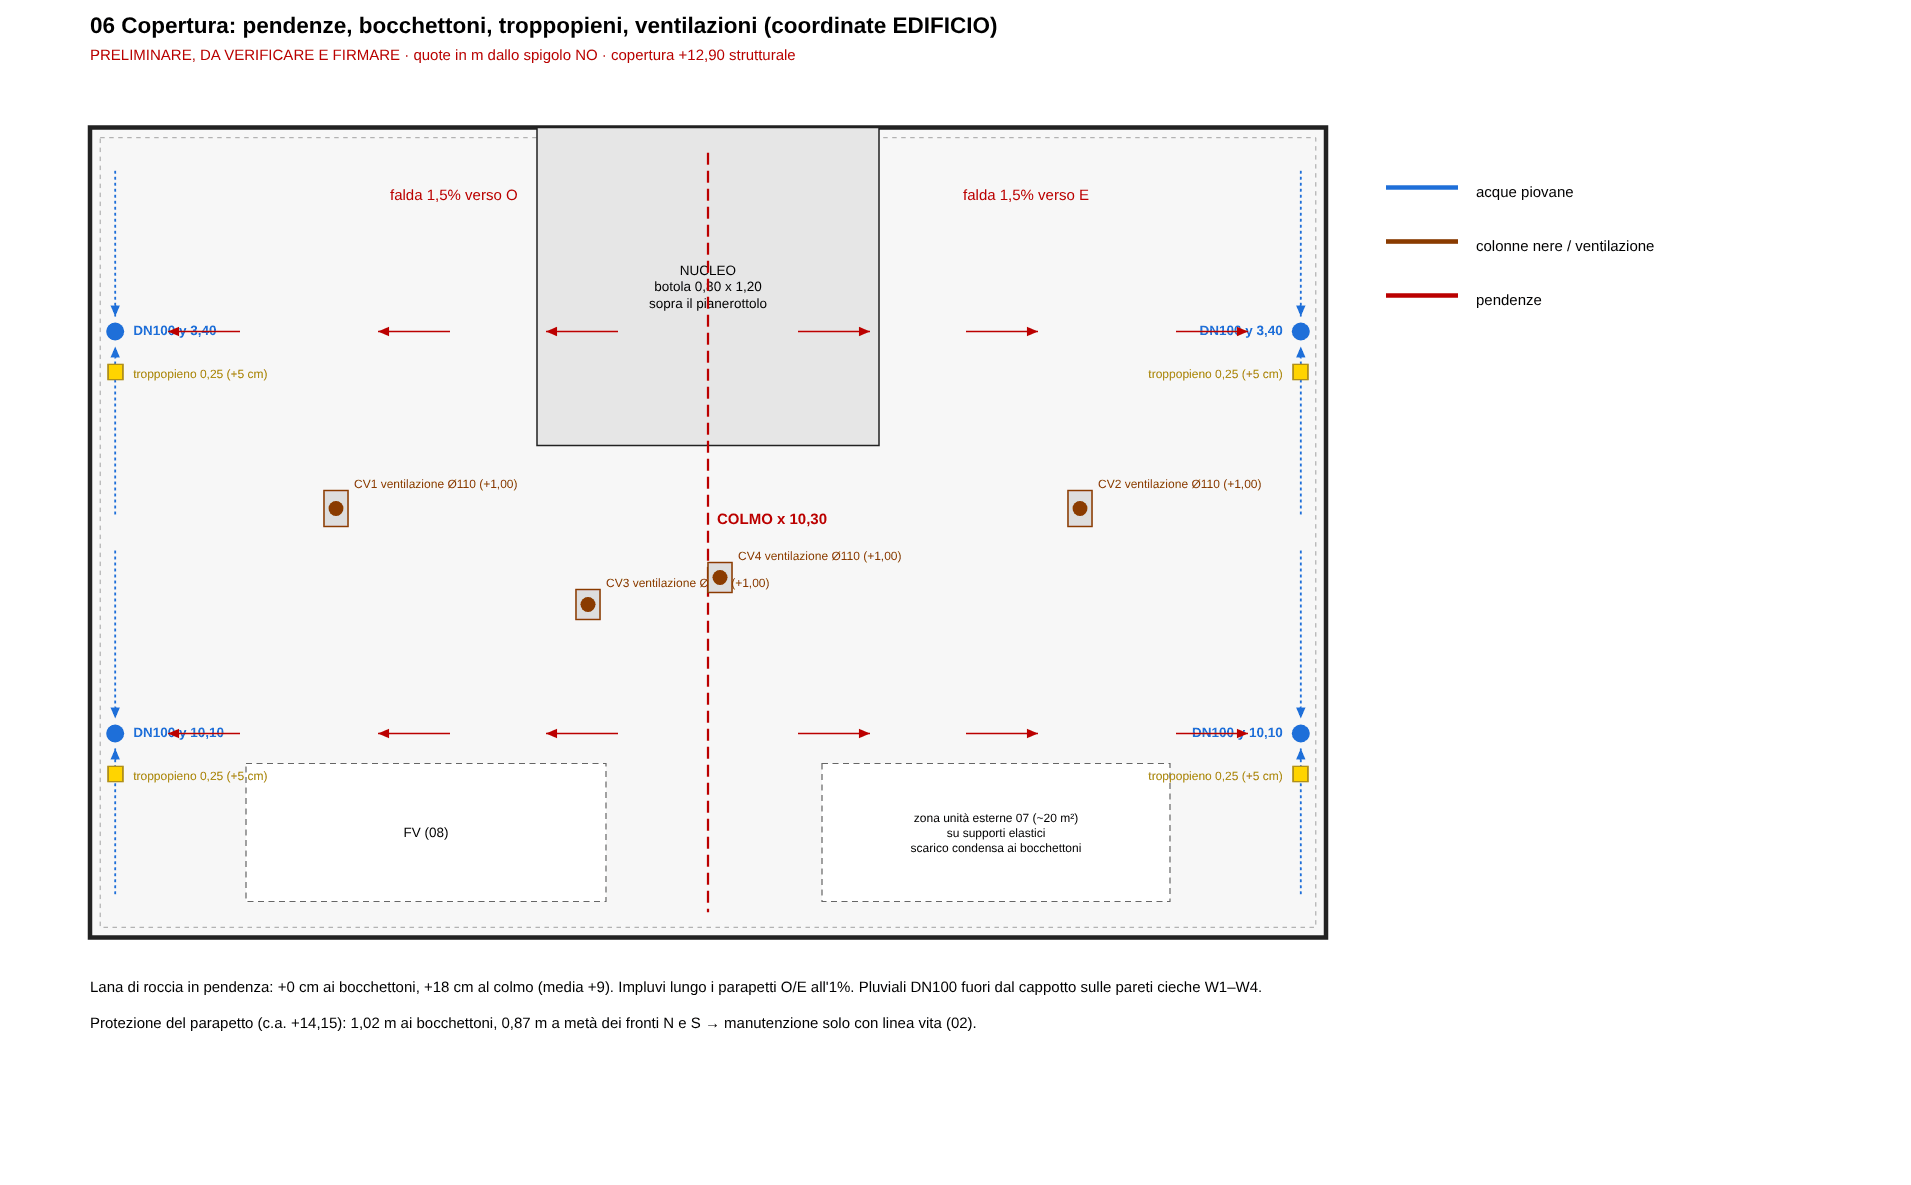 06 Copertura: pendenze, bocchettoni, troppopieni, ventilazioni (coordinate EDIFICIO)
PRELIMINARE, DA VERIFICARE E FIRMARE · quote in m dallo spigolo NO · copertura +12,90 strutturale
falda 1,5% verso O
falda 1,5% verso E
acque piovane
colonne nere / ventilazione
pendenze
NUCLEO
botola 0,80 x 1,20
sopra il pianerottolo
DN100 y 3,40
DN100 y 3,40
troppopieno 0,25 (+5 cm)
troppopieno 0,25 (+5 cm)
CV1 ventilazione Ø110 (+1,00)
CV2 ventilazione Ø110 (+1,00)
COLMO x 10,30
CV4 ventilazione Ø110 (+1,00)
CV3 ventilazione Ø (+1,00)
DN100 y 10,10
DN100 y 10,10
troppopieno 0,25 (+5 cm)
troppopieno 0,25 (+5 cm)
FV (08)
zona unità esterne 07 (~20 m²)
su supporti elastici
scarico condensa ai bocchettoni
Lana di roccia in pendenza: +0 cm ai bocchettoni, +18 cm al colmo (media +9). Impluvi lungo i parapetti O/E all'1%. Pluviali DN100 fuori dal cappotto sulle pareti cieche W1–W4.
Protezione del parapetto (c.a. +14,15): 1,02 m ai bocchettoni, 0,87 m a metà dei fronti N e S → manutenzione solo con linea vita (02).